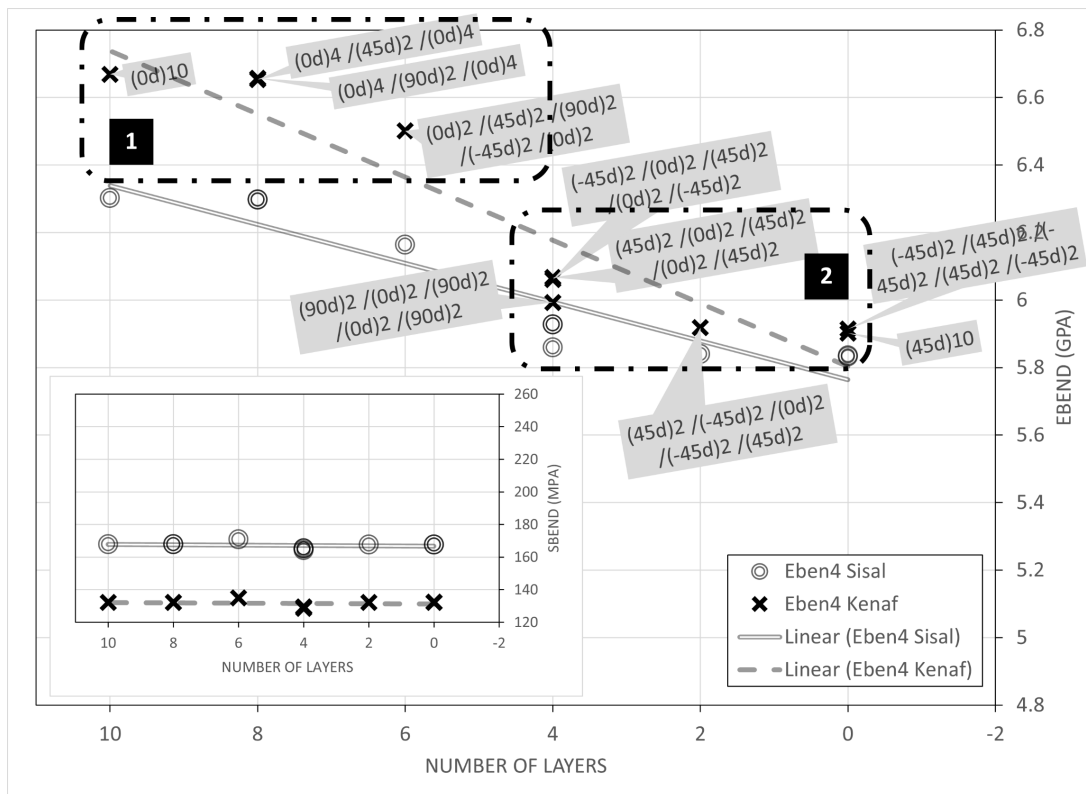 (0d)10
(0d)4 /(45d)2 /(0d)4
(0d)4 /(90d)2 /(0d)4
(0d)2 /(45d)2 /(90d)2
/(-45d)2 /(0d)2
1
(-45d)2 /(0d)2 /(45d)2
/(0d)2 /(-45d)2
(45d)2 /(0d)2 /(45d)2
/(0d)2 /(45d)2
2
(90d)2 /(0d)2 /(90d)2
/(0d)2 /(90d)2
(-45d)2 /(45d)2 /(-
45d)2 /(45d)2 /(-45d)2
(45d)10
(45d)2 /(-45d)2 /(0d)2
/(-45d)2 /(45d)2
6.8
6.6
6.4
6.2
6
5.8
5.6
5.4
5.2
5
4.8
EBEND (GPA)
260
240
220
200
180
160
140
120
SBEND (MPA)
10 8 6 4 2 0 -2
NUMBER OF LAYERS
Eben4 Sisal
Eben4 Kenaf
Linear (Eben4 Sisal)
Linear (Eben4 Kenaf)
10 8 6 4 2 0 -2
NUMBER OF LAYERS